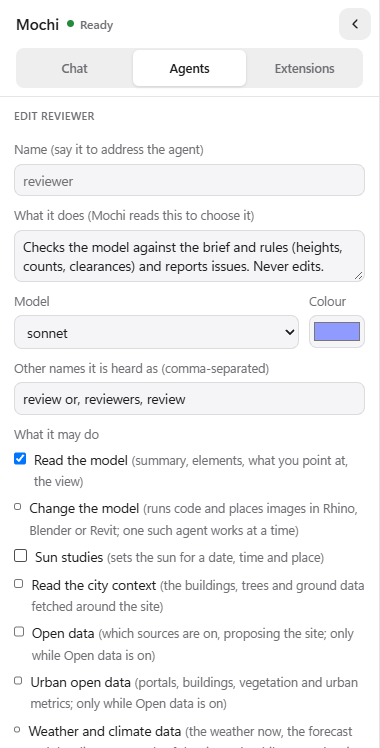 Mochi Ready
Chat Agents Extensions
EDIT REVIEWER
Name (say it to address the agent)
reviewer
What it does (Mochi reads this to choose it)
Checks the model against the brief and rules (heights,
counts, clearances) and reports issues. Never edits.
Model Colour
sonnet
Other names it is heard as (comma-separated)
review or, reviewers, review
What it may do
Read the model (summary, elements, what you point at,
the view)
Change the model (runs code and places images in Rhino,
Blender or Revit; one such agent works at a time)
Sun studies (sets the sun for a date, time and place)
Read the city context (the buildings, trees and ground data
fetched around the site)
Open data (which sources are on, proposing the site; only
while Open data is on)
Urban open data (portals, buildings, vegetation and urban
metrics; only while Open data is on)
Weather and climate data (the weather now, the forecast